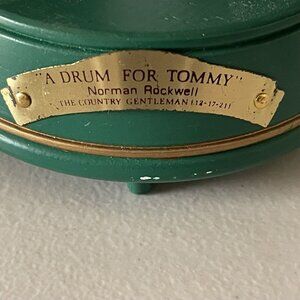 "A DRUM FOR TOMMY"
Norman Rockwell
THE COUNTRY GENTLEMAN (12-17-21)